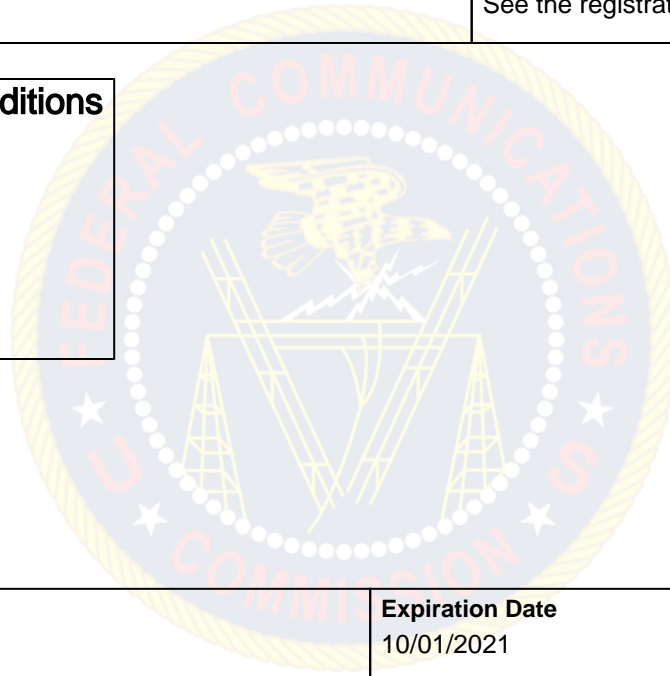 See the registrat
ditions
FEDERAL COMMUNICATIONS
U S
COMMISSION
Expiration Date
10/01/2021